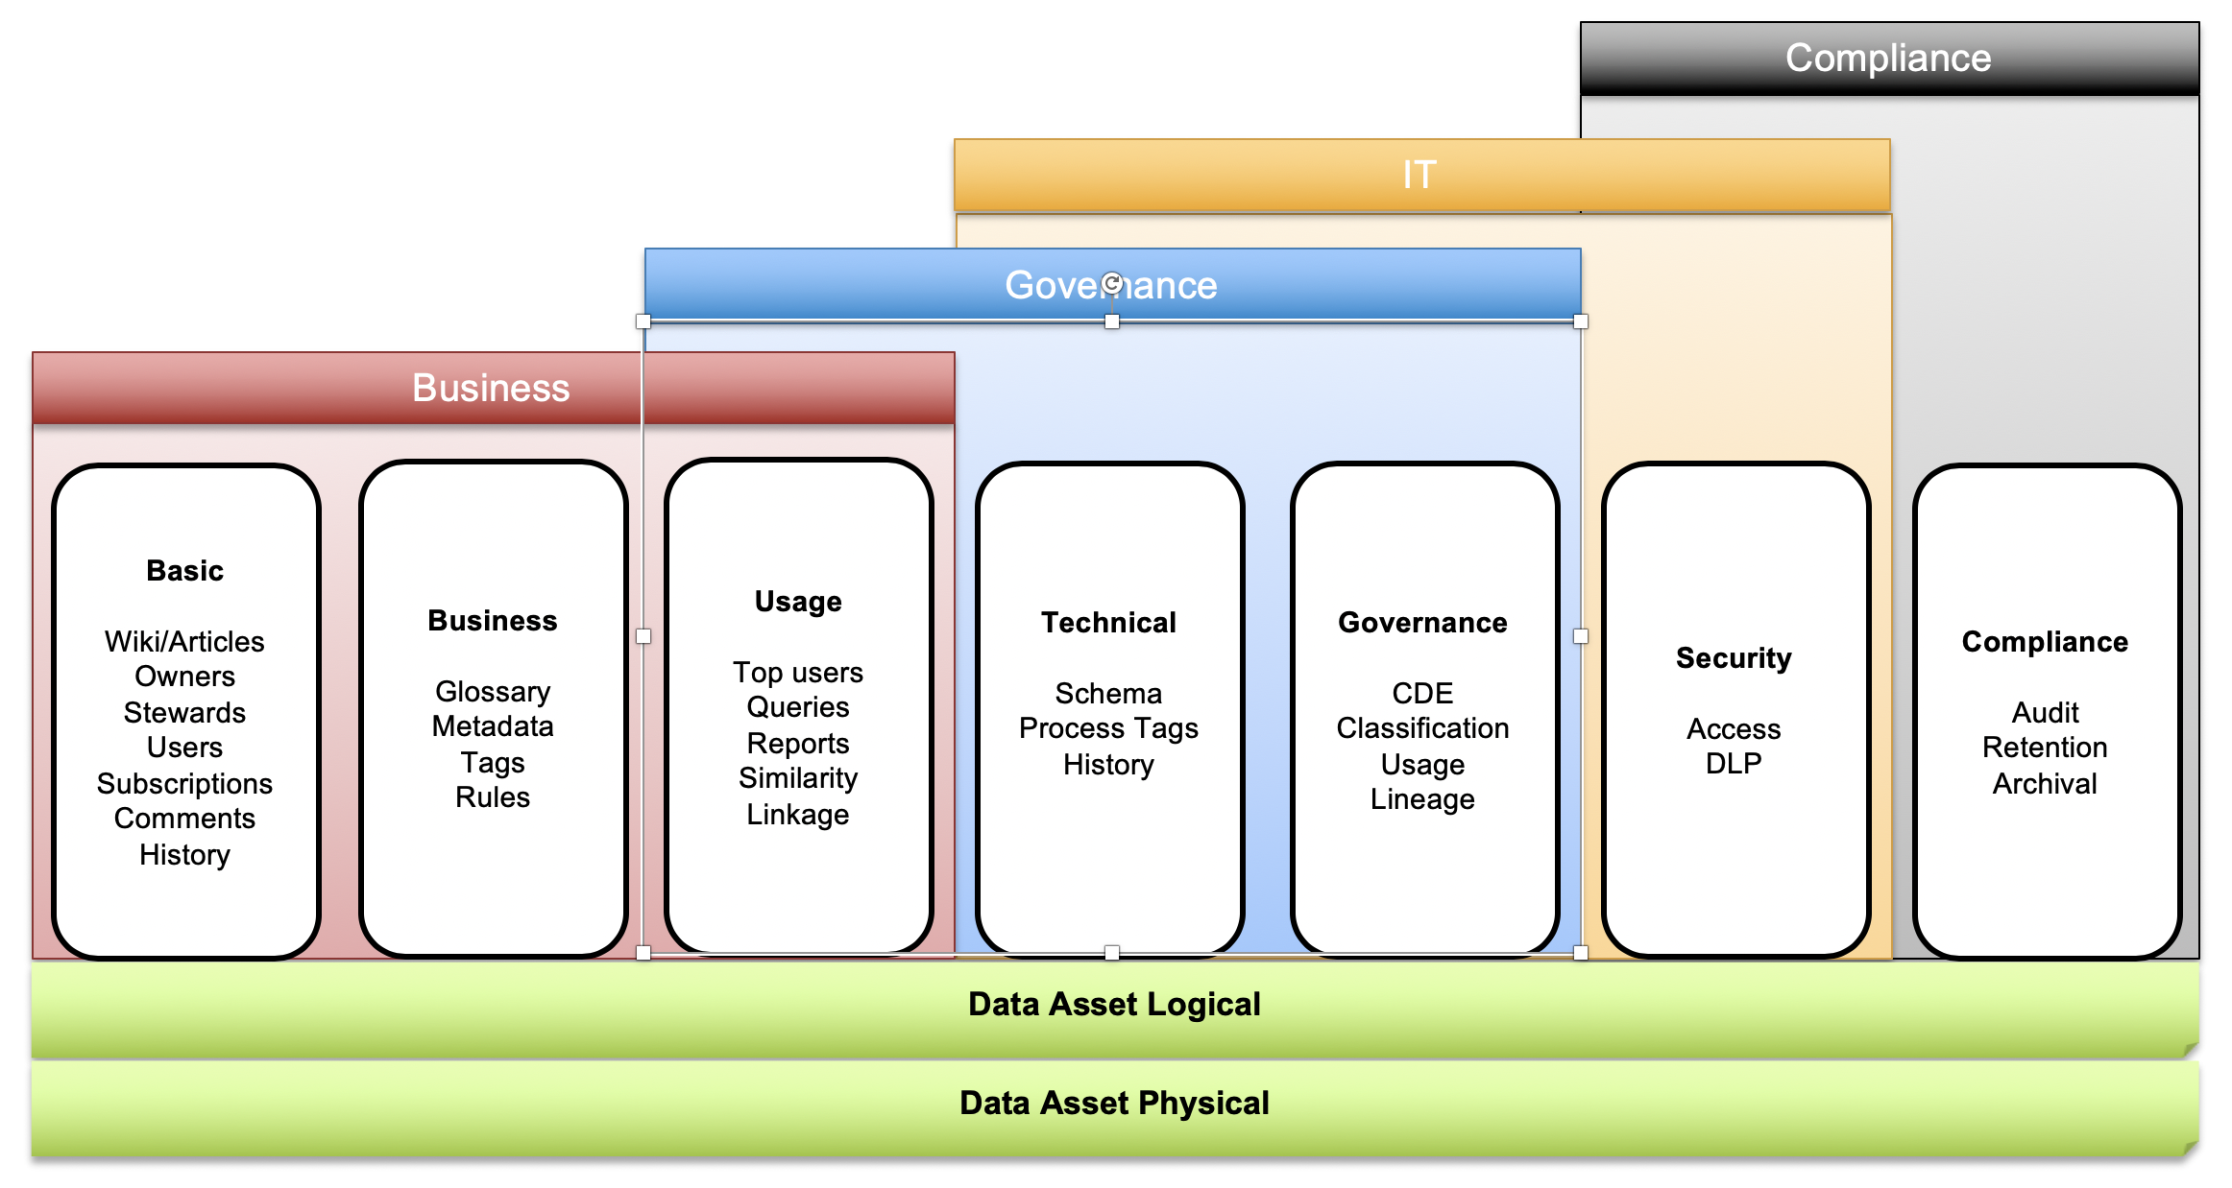 Compliance
IT
Governance
Business
Basic
Wiki/Articles
Owners
Stewards
Users
Subscriptions
Comments
History
Business
Glossary
Metadata
Tags
Rules
Usage
Top users
Queries
Reports
Similarity
Linkage
Technical
Schema
Process Tags
History
Governance
CDE
Classification
Usage
Lineage
Security
Access
DLP
Compliance
Audit
Retention
Archival
Data Asset Logical
Data Asset Physical